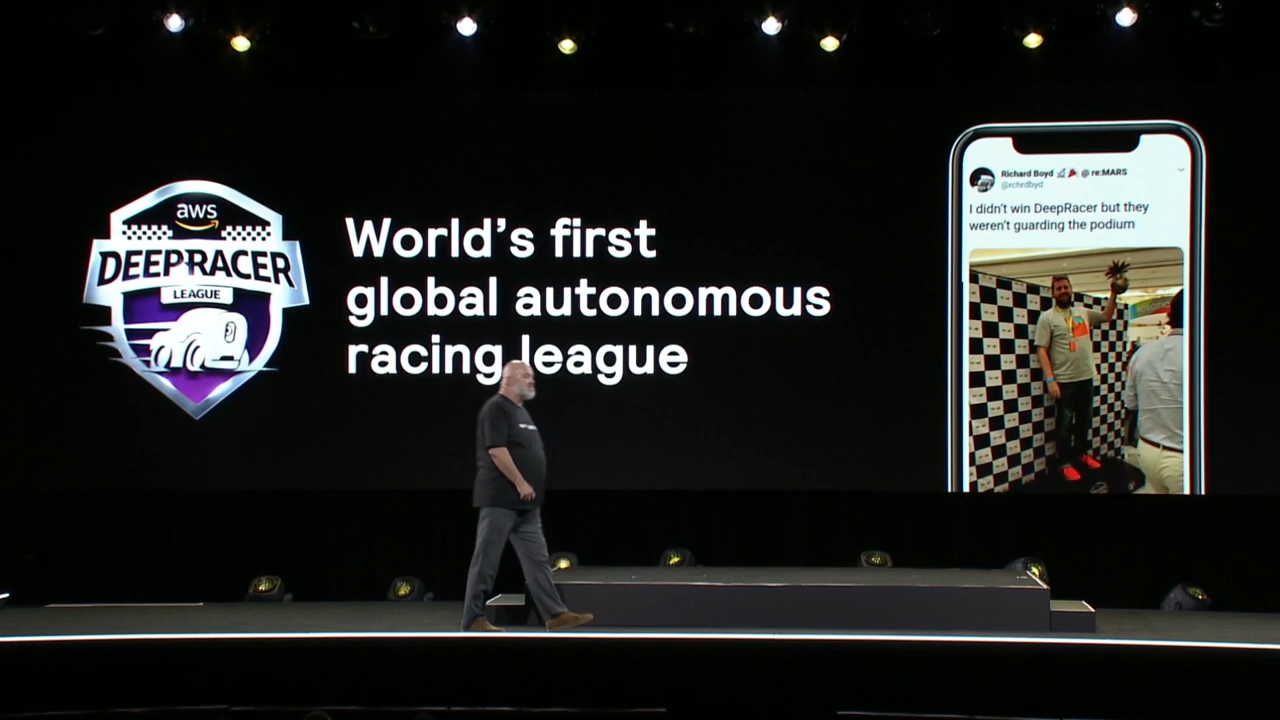 aws
DEEPRACER
LEAGUE
World's first
global autonomous
racing league
Richard Boyd @ re:MARS
@rchrdbyd
I didn't win DeepRacer but they
weren't guarding the podium